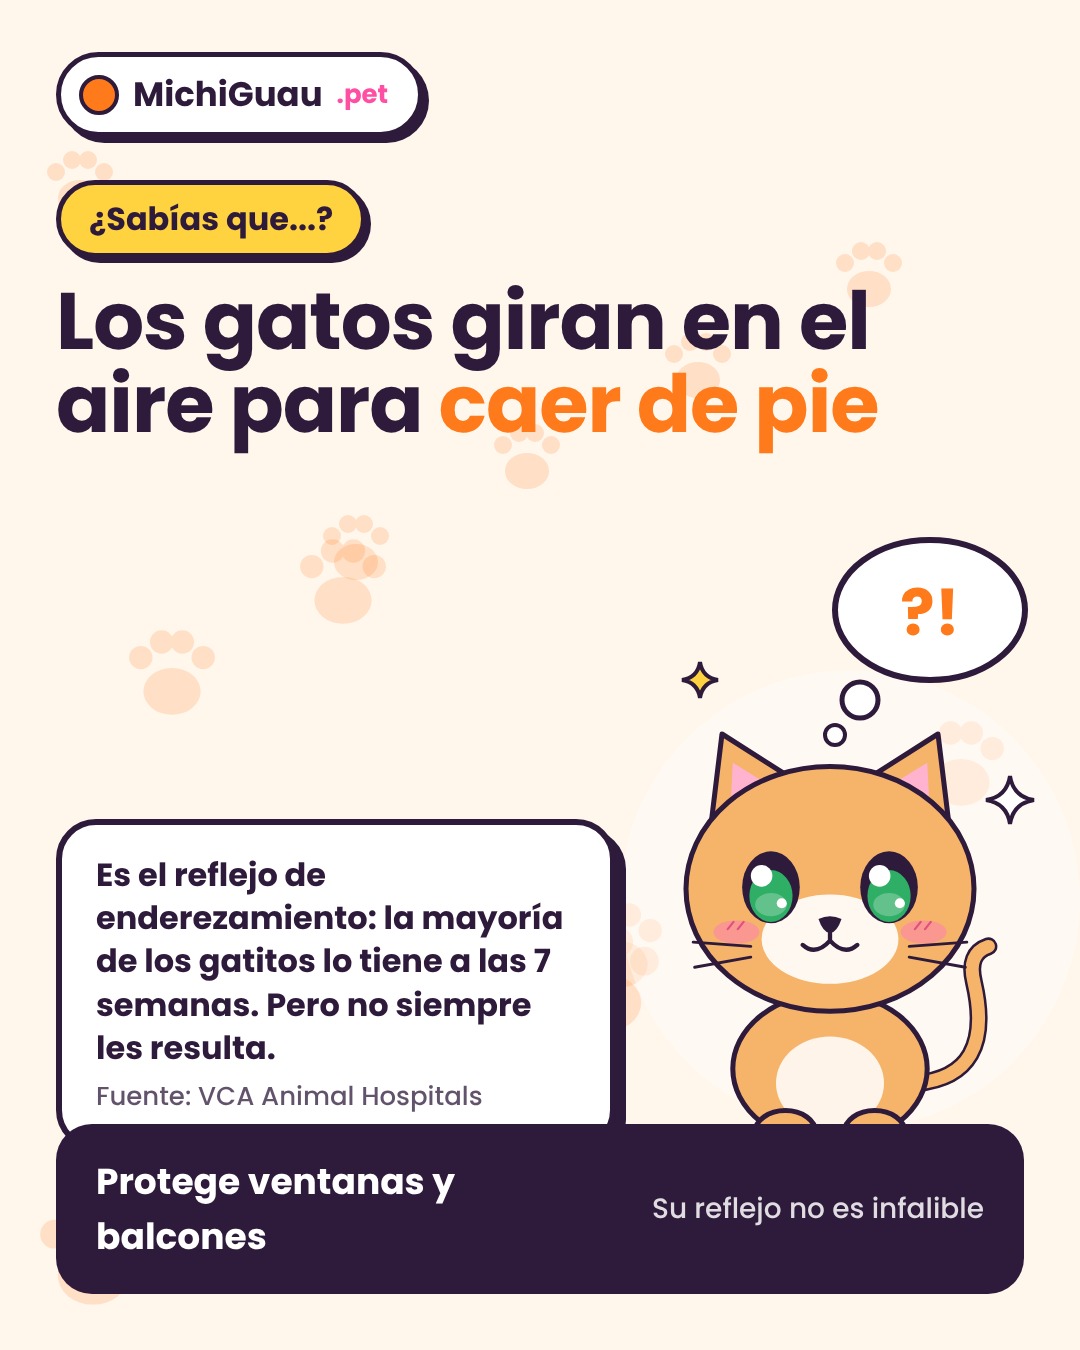 MichiGuau .pet
¿Sabías que...?
Los gatos giran en el
aire para caer de pie
?!
Es el reflejo de
enderezamiento: la mayoría
de los gatitos lo tiene a las 7
semanas. Pero no siempre
les resulta.
Fuente: VCA Animal Hospitals
Protege ventanas y
balcones
Su reflejo no es infalible